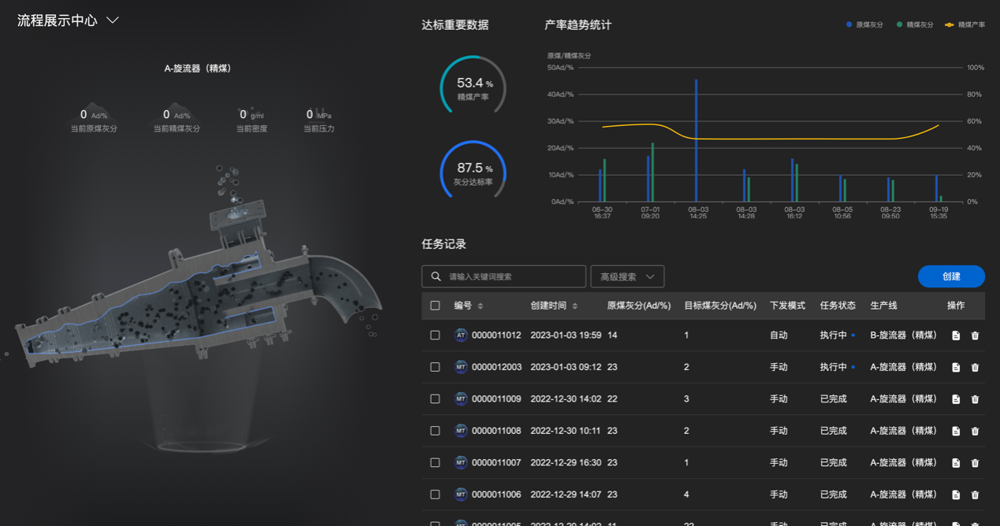 流程展示中心
A-旋流器（精煤）
0 Ad/%
当前原煤灰分
0 Ad/%
当前精煤灰分
0 g/ml
当前密度
0 MPa
当前压力
达标重要数据
53.4 %
精煤产率
87.5 %
灰分达标率
产率趋势统计
原煤灰分 精煤灰分 精煤产率
原煤/精煤灰分
50Ad/% 100%
40Ad/% 80%
30Ad/% 60%
20Ad/% 40%
10Ad/% 20%
0Ad/% 0%
06-30 07-01 08-03 08-03 08-03 08-05 08-23 09-19
16:37 09:20 14:25 14:28 16:12 10:56 09:50 15:35
任务记录
请输入关键词搜索 高级搜索 创建
编号 创建时间 原煤灰分(Ad/%) 目标煤灰分(Ad/%) 下发模式 任务状态 生产线 操作
AT 0000011012 2023-01-03 19:59 14 1 自动 执行中 B-旋流器（精煤）
MT 0000012003 2023-01-03 09:12 23 2 手动 执行中 A-旋流器（精煤）
MT 0000011009 2022-12-30 14:02 22 3 手动 已完成 A-旋流器（精煤）
MT 0000011008 2022-12-30 10:11 23 2 手动 已完成 A-旋流器（精煤）
MT 0000011007 2022-12-29 16:30 23 1 手动 已完成 A-旋流器（精煤）
MT 0000011006 2022-12-29 14:07 23 4 手动 已完成 A-旋流器（精煤）